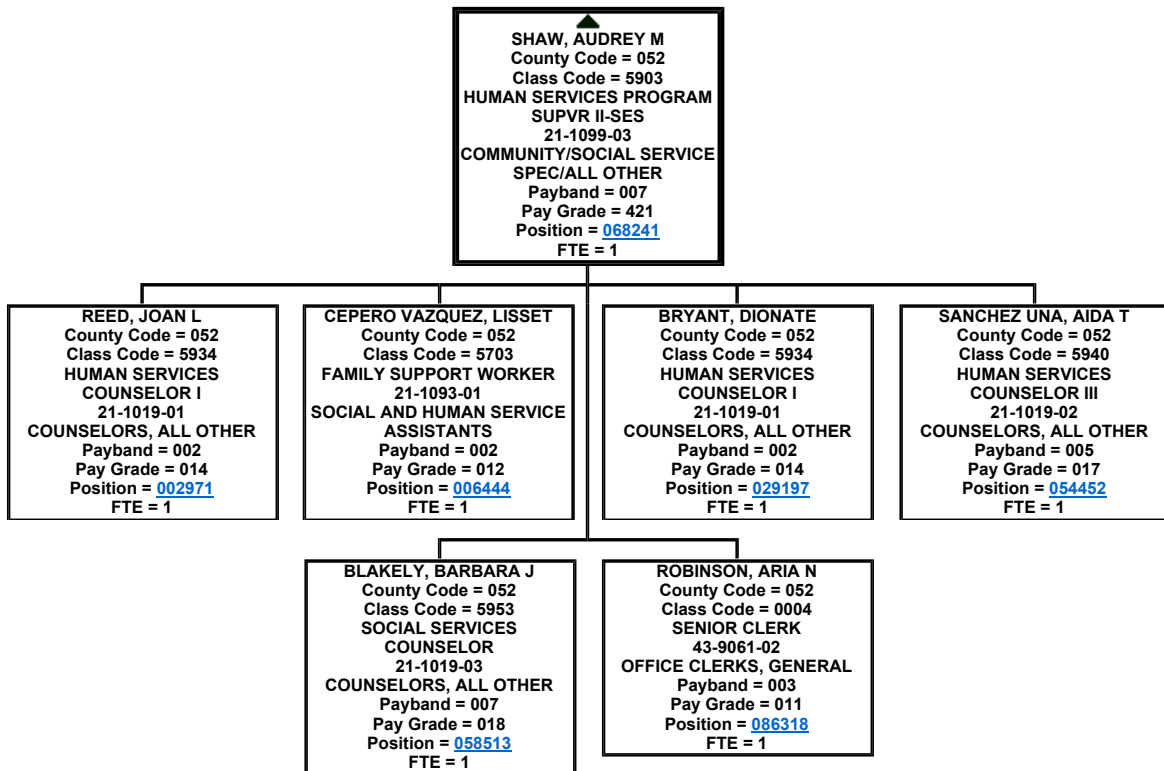 SHAW, AUDREY M
County Code = 052
Class Code = 5903
HUMAN SERVICES PROGRAM
SUPVR II-SES
21-1099-03
COMMUNITY/SOCIAL SERVICE
SPEC/ALL OTHER
Payband = 007
Pay Grade = 421
Position = 068241
FTE = 1
REED, JOAN L
County Code = 052
Class Code = 5934
HUMAN SERVICES
COUNSELOR I
21-1019-01
COUNSELORS, ALL OTHER
Payband = 002
Pay Grade = 014
Position = 002971
FTE = 1
CEPERO VAZQUEZ, LISSET
County Code = 052
Class Code = 5703
FAMILY SUPPORT WORKER
21-1093-01
SOCIAL AND HUMAN SERVICE
ASSISTANTS
Payband = 002
Pay Grade = 012
Position = 006444
FTE = 1
BRYANT, DIONATE
County Code = 052
Class Code = 5934
HUMAN SERVICES
COUNSELOR I
21-1019-01
COUNSELORS, ALL OTHER
Payband = 002
Pay Grade = 014
Position = 029197
FTE = 1
SANCHEZ UNA, AIDA T
County Code = 052
Class Code = 5940
HUMAN SERVICES
COUNSELOR III
21-1019-02
COUNSELORS, ALL OTHER
Payband = 005
Pay Grade = 017
Position = 054452
FTE = 1
BLAKELY, BARBARA J
County Code = 052
Class Code = 5953
SOCIAL SERVICES
COUNSELOR
21-1019-03
COUNSELORS, ALL OTHER
Payband = 007
Pay Grade = 018
Position = 058513
FTE = 1
ROBINSON, ARIA N
County Code = 052
Class Code = 0004
SENIOR CLERK
43-9061-02
OFFICE CLERKS, GENERAL
Payband = 003
Pay Grade = 011
Position = 086318
FTE = 1